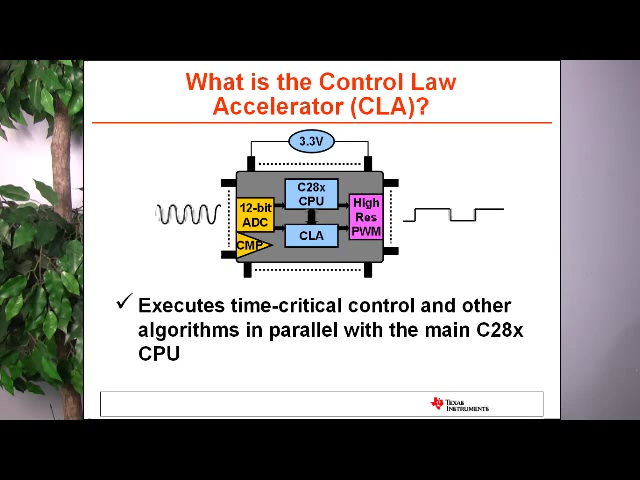 What is the Control Law
Accelerator (CLA)?
3.3V
C28x
CPU
12-bit
ADC
High
Res
PWM
CLA
CMP
✓ Executes time-critical control and other
algorithms in parallel with the main C28x
CPU
TEXAS
INSTRUMENTS